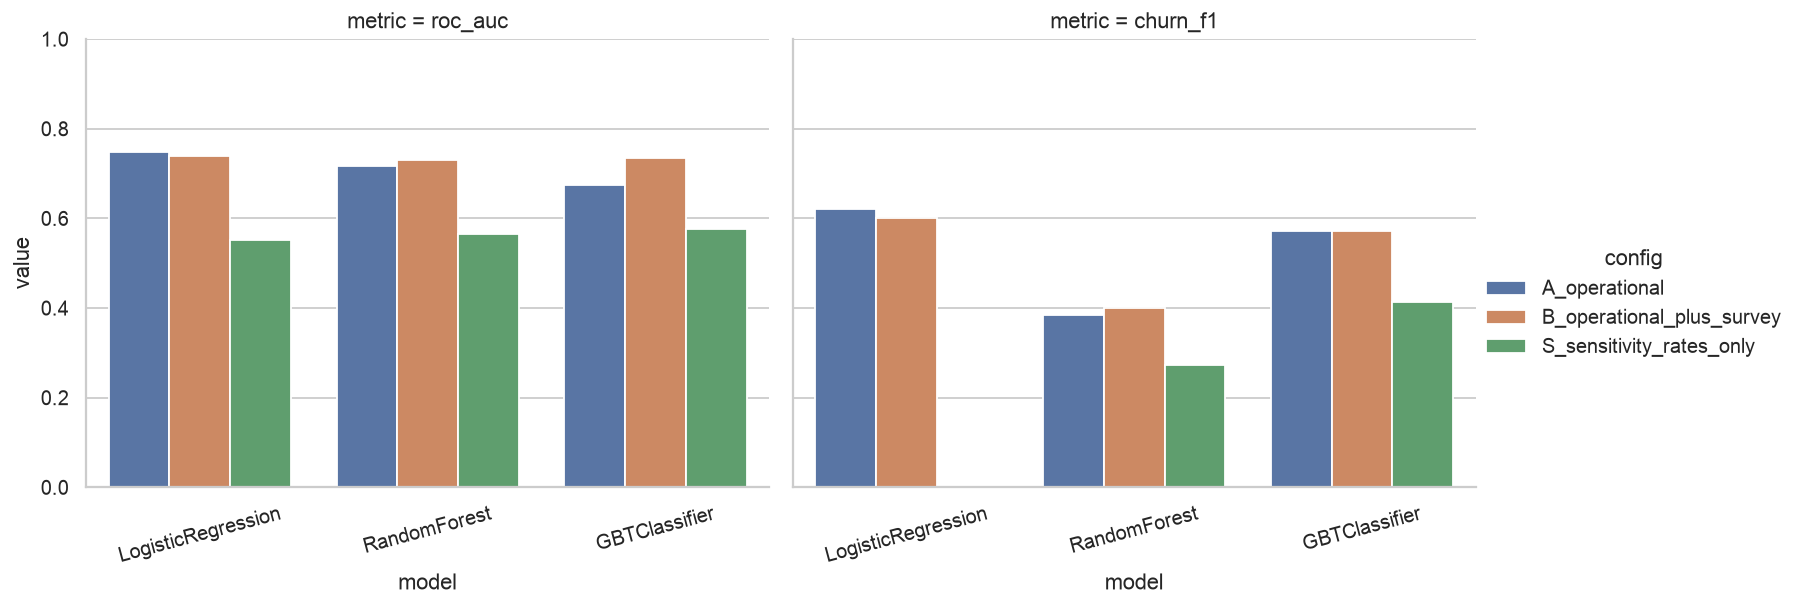 metric = roc_auc
metric = churn_f1
1.0
0.8
0.6
0.4
0.2
0.0
value
LogisticRegression
RandomForest
GBTClassifier
model
LogisticRegression
RandomForest
GBTClassifier
model
config
A_operational
B_operational_plus_survey
S_sensitivity_rates_only